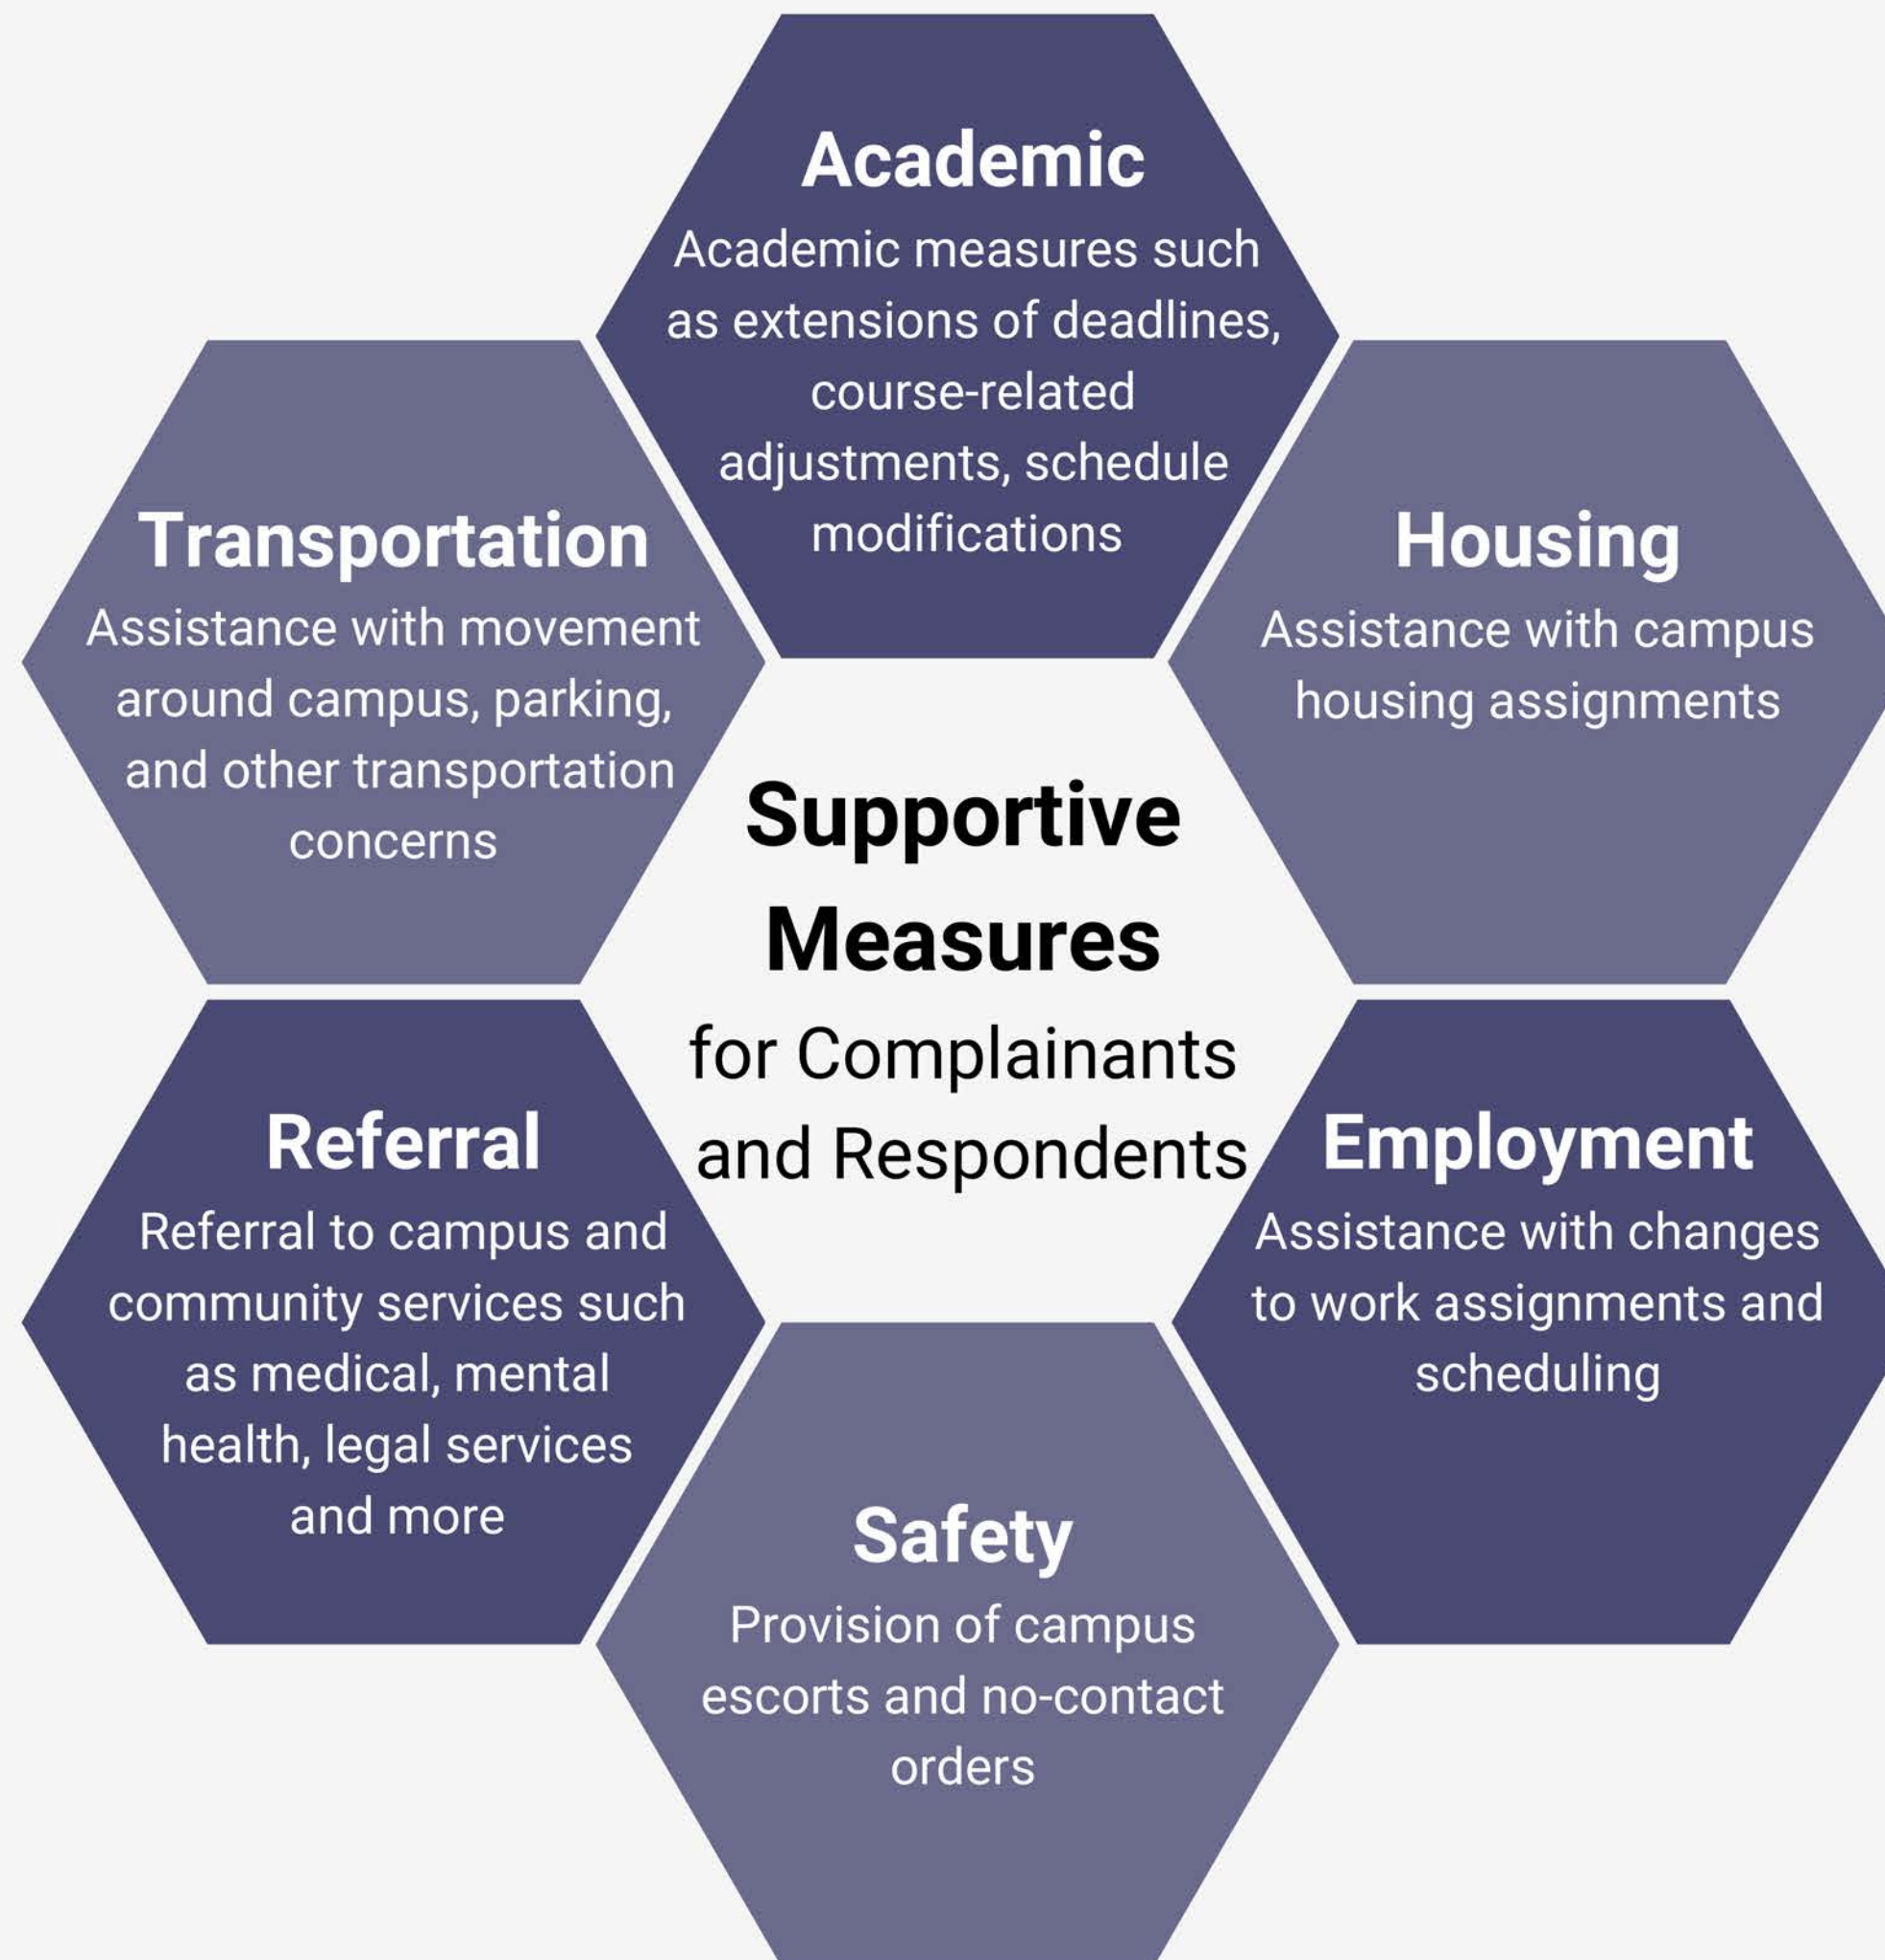 Academic
Academic measures such
as extensions of deadlines,
course-related
adjustments, schedule
modifications
Transportation
Assistance with movement
around campus, parking,
and other transportation
concerns
Housing
Assistance with campus
housing assignments
Supportive
Measures
for Complainants
and Respondents
Referral
Referral to campus and
community services such
as medical, mental
health, legal services
and more
Employment
Assistance with changes
to work assignments and
scheduling
Safety
Provision of campus
escorts and no-contact
orders